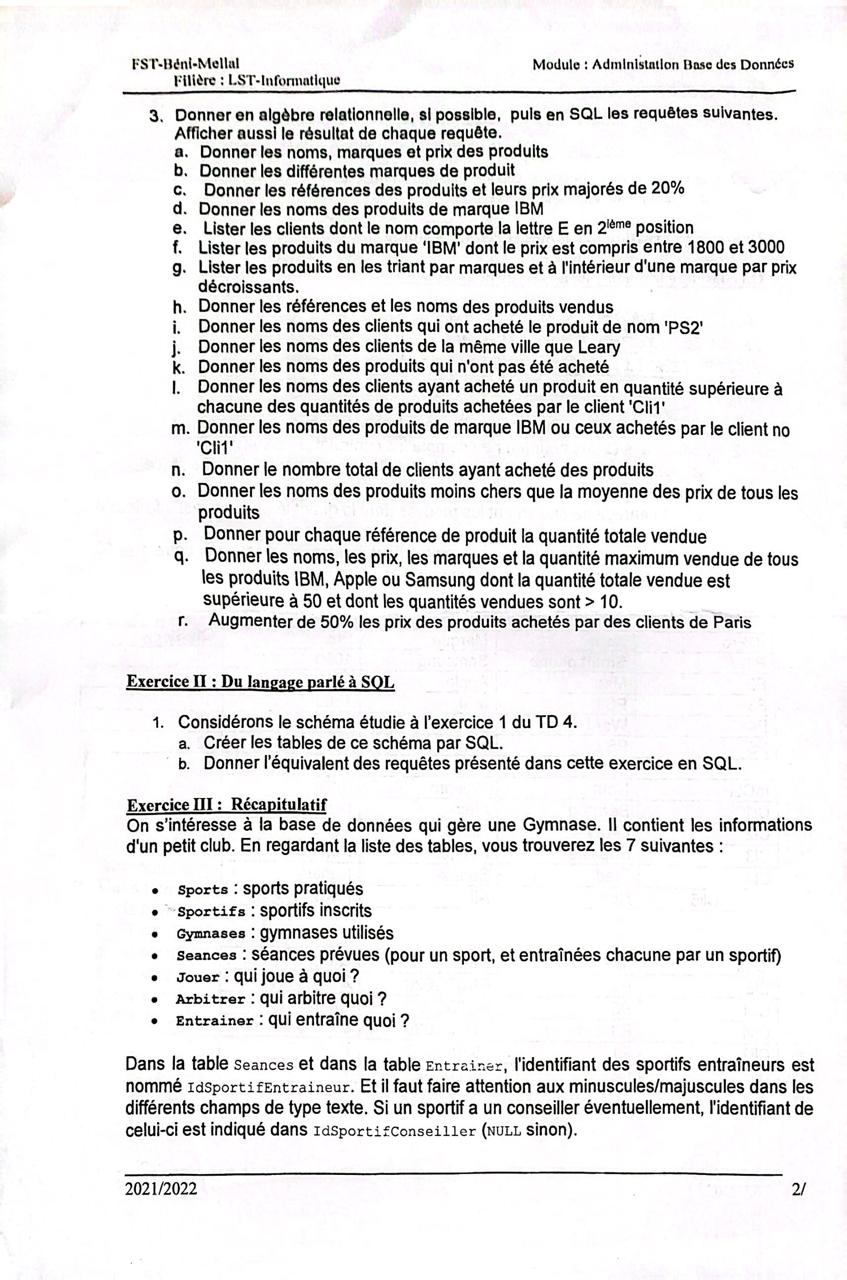 FST-Béni-Mellal Module : Administation Base des Données
Filière : LST-Informatique
3. Donner en algèbre relationnelle, si possible, puis en SQL les requêtes suivantes.
Afficher aussi le résultat de chaque requête.
a. Donner les noms, marques et prix des produits
b. Donner les différentes marques de produit
c. Donner les références des produits et leurs prix majorés de 20%
d. Donner les noms des produits de marque IBM
e. Lister les clients dont le nom comporte la lettre E en 2ième position
f. Lister les produits du marque ‘IBM’ dont le prix est compris entre 1800 et 3000
g. Lister les produits en les triant par marques et à l'intérieur d'une marque par prix
décroissants.
h. Donner les références et les noms des produits vendus
i. Donner les noms des clients qui ont acheté le produit de nom 'PS2'
j. Donner les noms des clients de la même ville que Leary
k. Donner les noms des produits qui n'ont pas été acheté
l. Donner les noms des clients ayant acheté un produit en quantité supérieure à
chacune des quantités de produits achetées par le client 'Cli1'
m. Donner les noms des produits de marque IBM ou ceux achetés par le client no
'Cli1'
n. Donner le nombre total de clients ayant acheté des produits
o. Donner les noms des produits moins chers que la moyenne des prix de tous les
produits
p. Donner pour chaque référence de produit la quantité totale vendue
q. Donner les noms, les prix, les marques et la quantité maximum vendue de tous
les produits IBM, Apple ou Samsung dont la quantité totale vendue est
supérieure à 50 et dont les quantités vendues sont > 10.
r. Augmenter de 50% les prix des produits achetés par des clients de Paris
Exercice II : Du langage parlé à SQL
1. Considérons le schéma étudie à l’exercice 1 du TD 4.
a. Créer les tables de ce schéma par SQL.
b. Donner l’équivalent des requêtes présenté dans cette exercice en SQL.
Exercice III : Récapitulatif
On s’intéresse à la base de données qui gère une Gymnase. Il contient les informations
d'un petit club. En regardant la liste des tables, vous trouverez les 7 suivantes :
• Sports : sports pratiqués
• Sportifs : sportifs inscrits
• Gymnases : gymnases utilisés
• Seances : séances prévues (pour un sport, et entraînées chacune par un sportif)
• Jouer : qui joue à quoi ?
• Arbitrer : qui arbitre quoi ?
• Entrainer : qui entraîne quoi ?
Dans la table Seances et dans la table Entrainer, l'identifiant des sportifs entraîneurs est
nommé IdSportifEntraineur. Et il faut faire attention aux minuscules/majuscules dans les
différents champs de type texte. Si un sportif a un conseiller éventuellement, l'identifiant de
celui-ci est indiqué dans IdSportifConseiller (NULL sinon).
2021/2022 2/